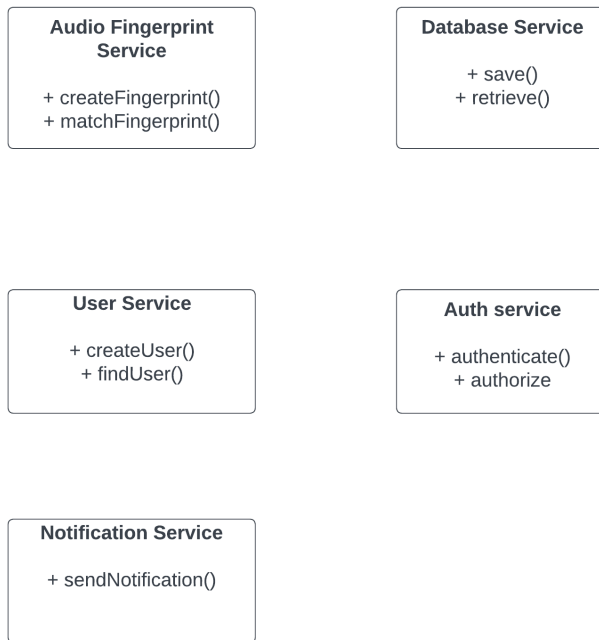 Audio Fingerprint
Service
+ createFingerprint()
+ matchFingerprint()
Database Service
+ save()
+ retrieve()
User Service
+ createUser()
+ findUser()
Auth service
+ authenticate()
+ authorize
Notification Service
+ sendNotification()